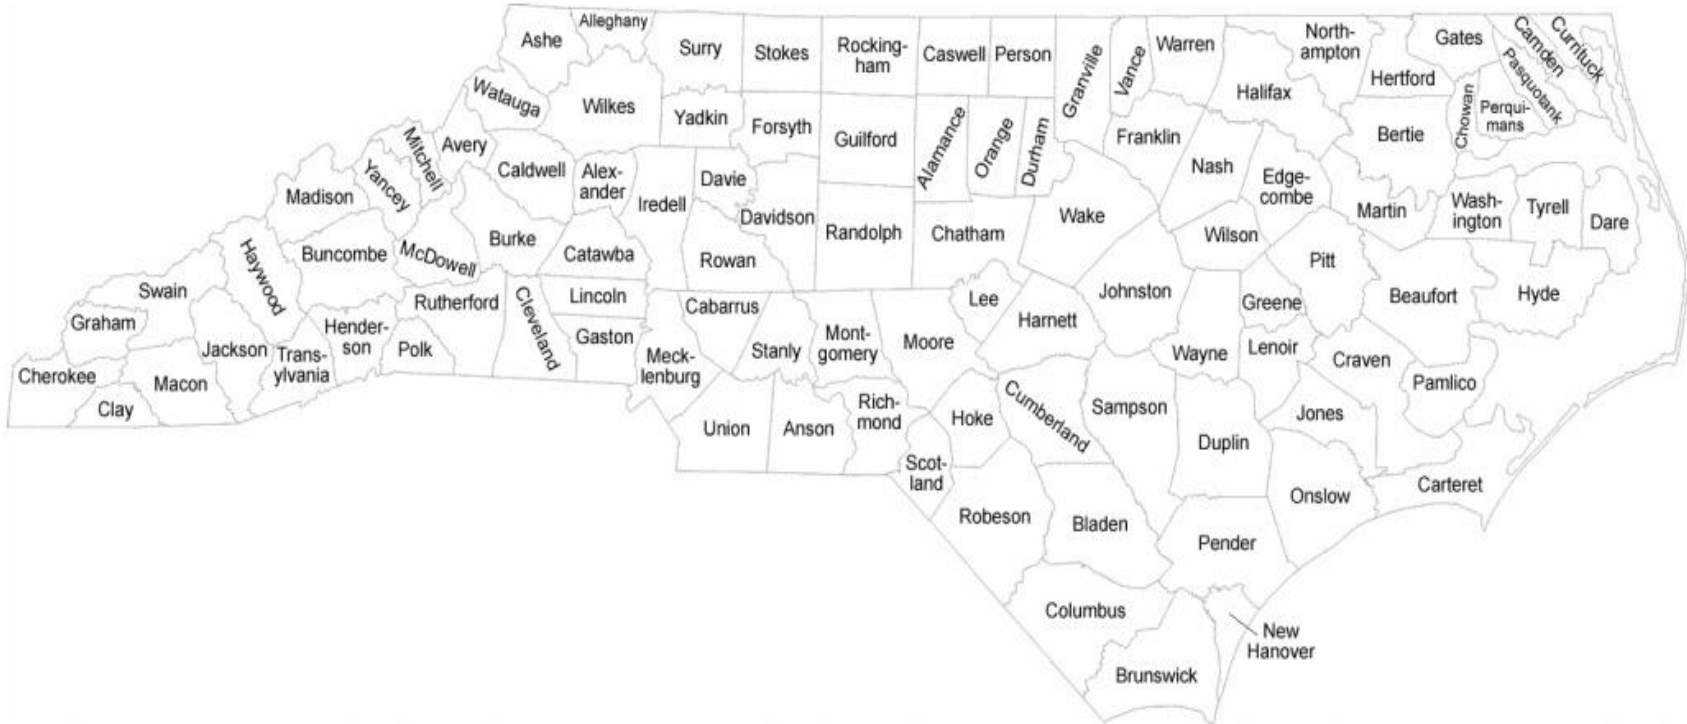 Alleghany
Ashe
Surry
Stokes
Rocking-
ham
Caswell
Person
Granville
Vance
Warren
North-
ampton
Gates
Camden
Currituck
Pasquotank
Hertford
Halifax
Watauga
Wilkes
Yadkin
Forsyth
Guilford
Alamance
Orange
Durham
Franklin
Nash
Edge-
combe
Bertie
Chowan
Perqui-
mans
Mitchell
Avery
Caldwell
Alex-
ander
Iredell
Davie
Davidson
Randolph
Chatham
Wake
Wilson
Martin
Wash-
ington
Tyrell
Dare
Madison
Yancey
Buncombe
McDowell
Burke
Catawba
Rowan
Pitt
Beaufort
Hyde
Haywood
Swain
Graham
Rutherford
Cleveland
Lincoln
Cabarrus
Lee
Harnett
Johnston
Greene
Cherokee
Clay
Macon
Jackson
Trans-
ylvania
Hender-
son
Polk
Gaston
Meck-
lenburg
Stanly
Mont-
gomery
Moore
Wayne
Lenoir
Craven
Pamlico
Union
Anson
Rich-
mond
Hoke
Cumberland
Sampson
Duplin
Jones
Scot-
land
Robeson
Bladen
Onslow
Carteret
Pender
Columbus
New
Hanover
Brunswick